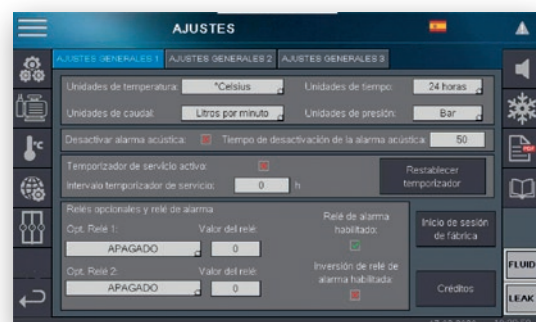 AJUSTES
AJUSTES GENERALES 1 AJUSTES GENERALES 2 AJUSTES GENERALES 3
Unidades de temperatura: °Celsius Unidades de tiempo: 24 horas
Unidades de caudal: Litros por minuto Unidades de presión: Bar
Desactivar alarma acústica: Tiempo de desactivación de la alarma acústica: 50
Temporizador de servicio activo:
Intervalo temporizador de servicio: 0 h
Restablecer
temporizador
Relés opcionales y relé de alarma
Opt. Relé 1: Valor del relé:
APAGADO 0
Opt. Relé 2: Valor del relé:
APAGADO 0
Relé de alarma
habilitado:
Inversión de relé de
alarma habilitada:
Inicio de sesión
de fábrica
Créditos
°C
PDF
FLUID
LEAK